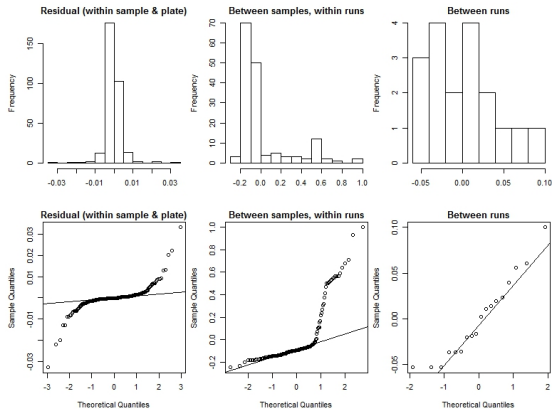 Residual (within sample & plate)
Between samples, within runs
Between runs
Frequency
0 50 100 150
-0.03 -0.01 0.01 0.03
Frequency
0 10 20 30 40 50 60 70
-0.2 0.0 0.2 0.4 0.6 0.8 1.0
Frequency
0 1 2 3 4
-0.05 0.00 0.05 0.10
Residual (within sample & plate)
Between samples, within runs
Between runs
Sample Quantiles
-0.03 -0.01 0.01 0.03
-3 -2 -1 0 1 2 3
Theoretical Quantiles
Sample Quantiles
-0.2 0.0 0.2 0.4 0.6 0.8 1.0
-2 -1 0 1 2
Theoretical Quantiles
Sample Quantiles
-0.05 0.00 0.05 0.10
-2 -1 0 1 2
Theoretical Quantiles